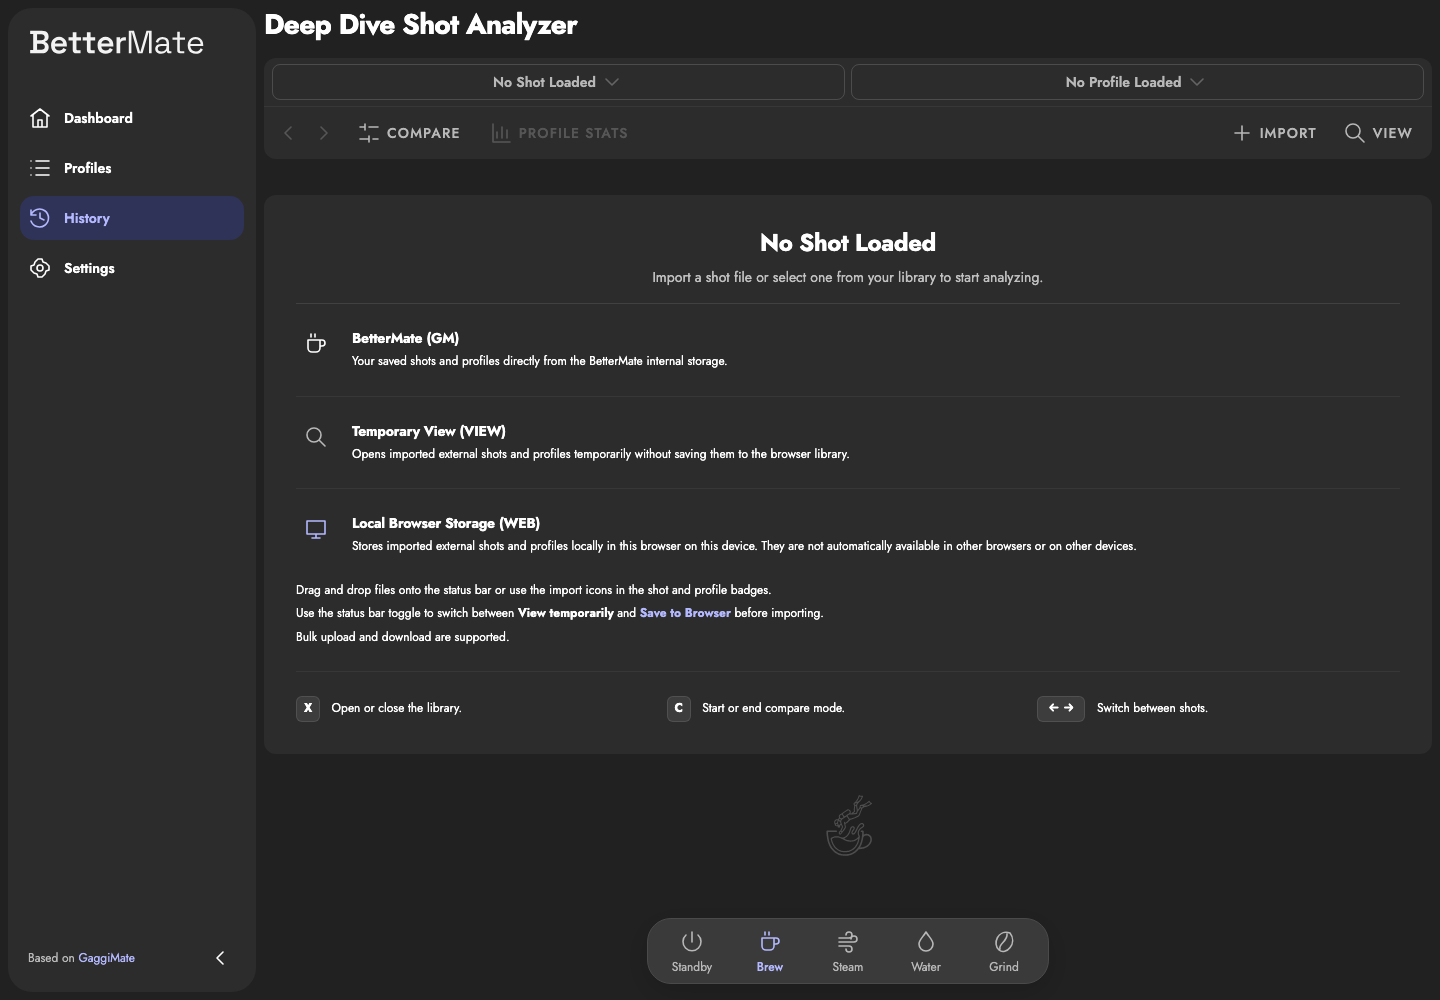 BetterMate
Dashboard
Profiles
History
Settings
Based on GaggiMate
Deep Dive Shot Analyzer
No Shot Loaded
No Profile Loaded
COMPARE
PROFILE STATS
IMPORT
VIEW
No Shot Loaded
Import a shot file or select one from your library to start analyzing.
BetterMate (GM)
Your saved shots and profiles directly from the BetterMate internal storage.
Temporary View (VIEW)
Opens imported external shots and profiles temporarily without saving them to the browser library.
Local Browser Storage (WEB)
Stores imported external shots and profiles locally in this browser on this device. They are not automatically available in other browsers or on other devices.
Drag and drop files onto the status bar or use the import icons in the shot and profile badges.
Use the status bar toggle to switch between View temporarily and Save to Browser before importing.
Bulk upload and download are supported.
X Open or close the library.
C Start or end compare mode.
← → Switch between shots.
Standby
Brew
Steam
Water
Grind